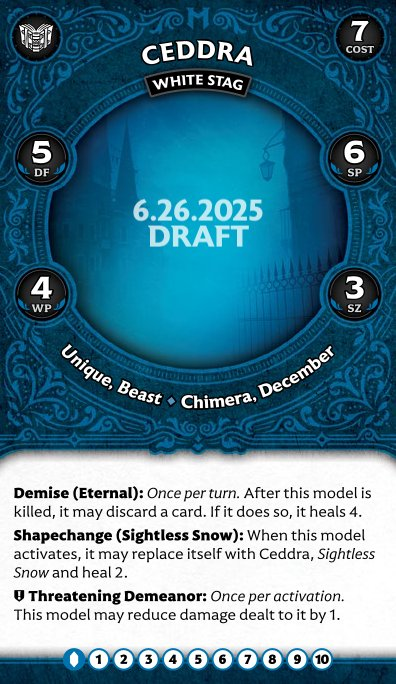 7
COST
CEDDRA
WHITE STAG
5
DF
6
SP
6.26.2025
DRAFT
4
WP
3
SZ
Unique, Beast ◆ Chimera, December
Demise (Eternal): Once per turn. After this model is
killed, it may discard a card. If it does so, it heals 4.
Shapechange (Sightless Snow): When this model
activates, it may replace itself with Ceddra, Sightless
Snow and heal 2.
Threatening Demeanor: Once per activation.
This model may reduce damage dealt to it by 1.
1 2 3 4 5 6 7 8 9 10